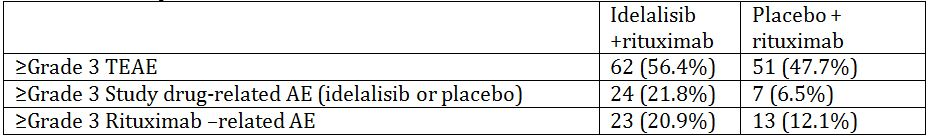 Idelalisib +rituximab Placebo + rituximab
≥Grade 3 TEAE 62 (56.4%) 51 (47.7%)
≥Grade 3 Study drug-related AE (idelalisib or placebo) 24 (21.8%) 7 (6.5%)
≥Grade 3 Rituximab –related AE 23 (20.9%) 13 (12.1%)